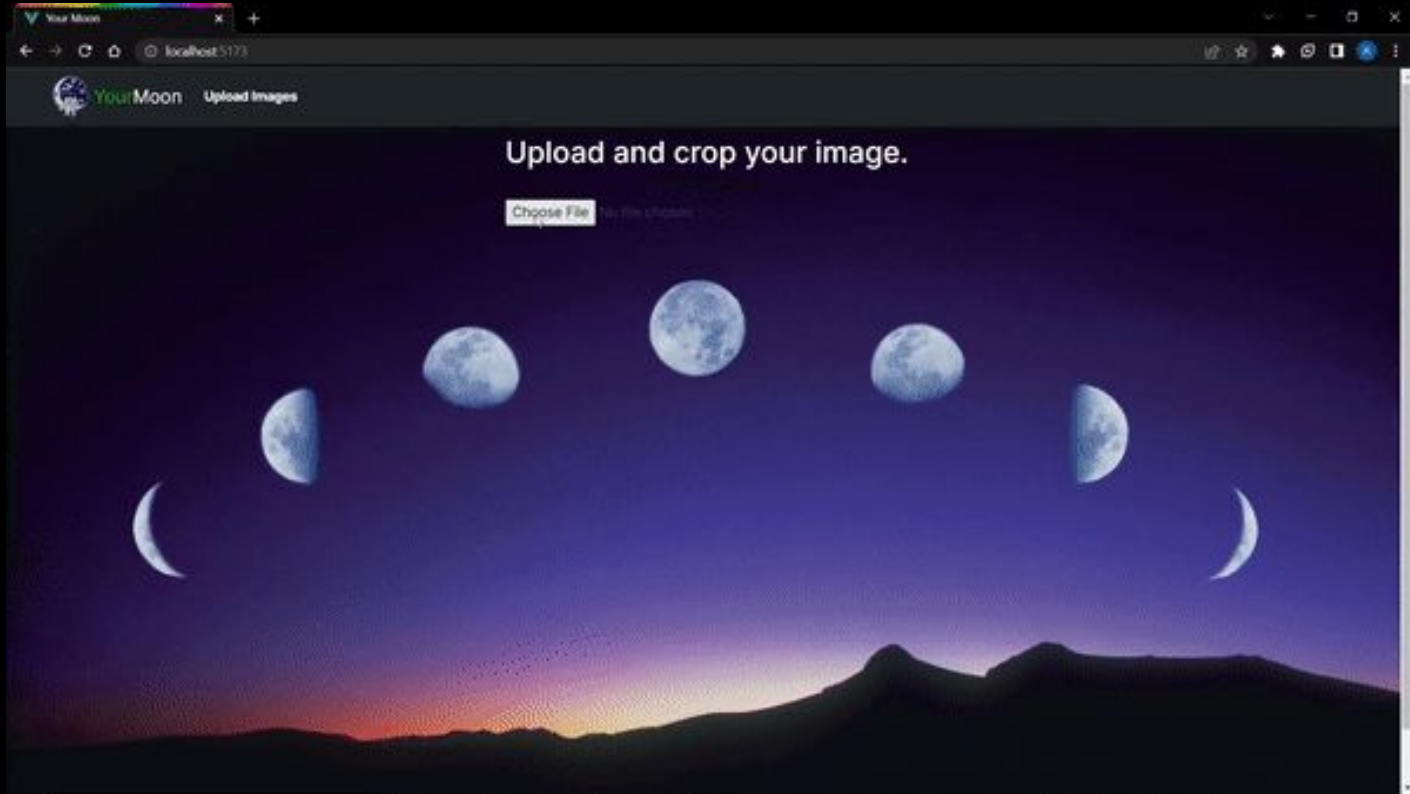 Your Moon
localhost:5173
YourMoon Upload Images
Upload and crop your image.
Choose File No file chosen